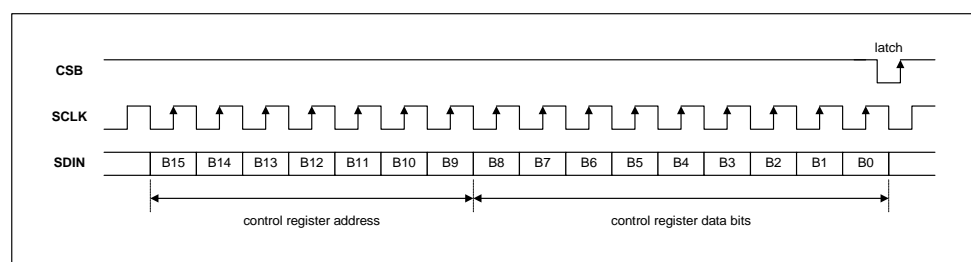 latch
CSB
SCLK
SDIN B15 B14 B13 B12 B11 B10 B9 B8 B7 B6 B5 B4 B3 B2 B1 B0
control register address control register data bits